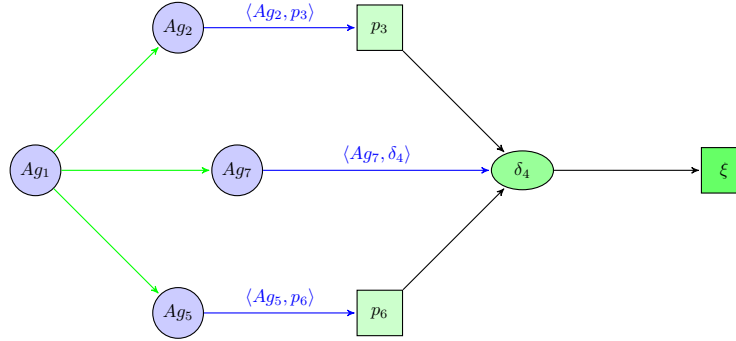 Ag₂ ⟨Ag₂, p₃⟩ p₃
Ag₁ Ag₇ ⟨Ag₇, δ₄⟩ δ₄ ξ
Ag₅ ⟨Ag₅, p₆⟩ p₆